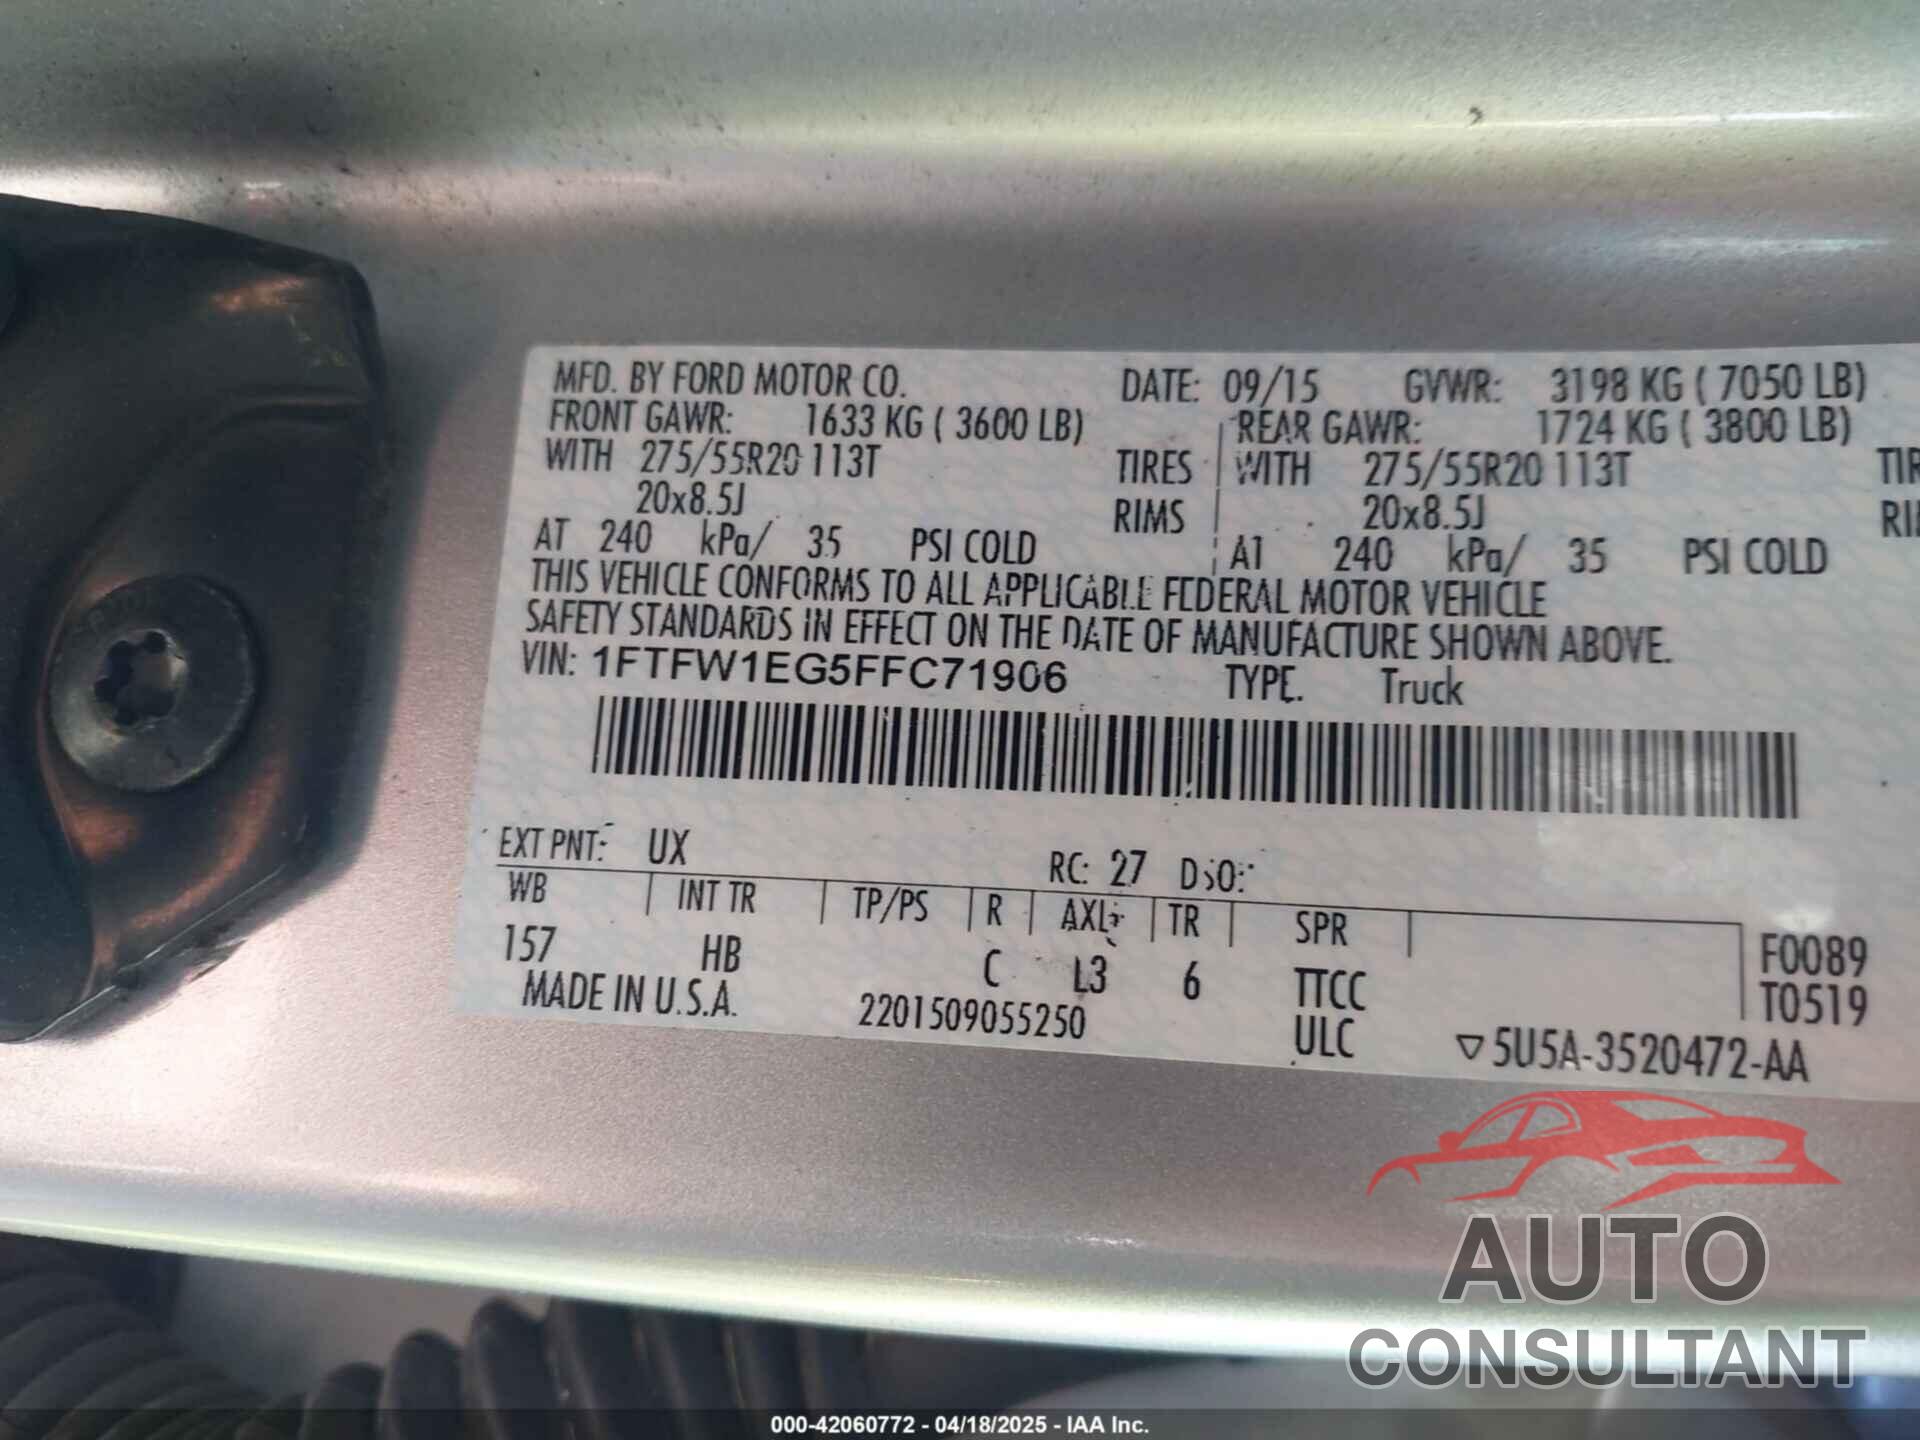 MFD. BY FORD MOTOR CO. DATE: 09/15 GVWR: 3198 KG ( 7050 LB)
FRONT GAWR: 1633 KG ( 3600 LB) REAR GAWR: 1724 KG ( 3800 LB)
WITH 275/55R20 113T TIRES WITH 275/55R20 113T TIR
20x8.5J RIMS 20x8.5J RI
AT 240 kPa/ 35 PSI COLD AT 240 kPa/ 35 PSI COLD
THIS VEHICLE CONFORMS TO ALL APPLICABLE FEDERAL MOTOR VEHICLE
SAFETY STANDARDS IN EFFECT ON THE DATE OF MANUFACTURE SHOWN ABOVE.
VIN: 1FTFW1EG5FFC71906 TYPE: Truck
EXT PNT: UX RC: 27 DSO:
WB INT TR TP/PS R AXLE TR SPR
157 HB C L3 6 TTCC F0089
MADE IN U.S.A. 2201509055250 ULC T0519
5U5A-3520472-AA
AUTO
CONSULTANT
000-42060772 - 04/18/2025 - IAA Inc.